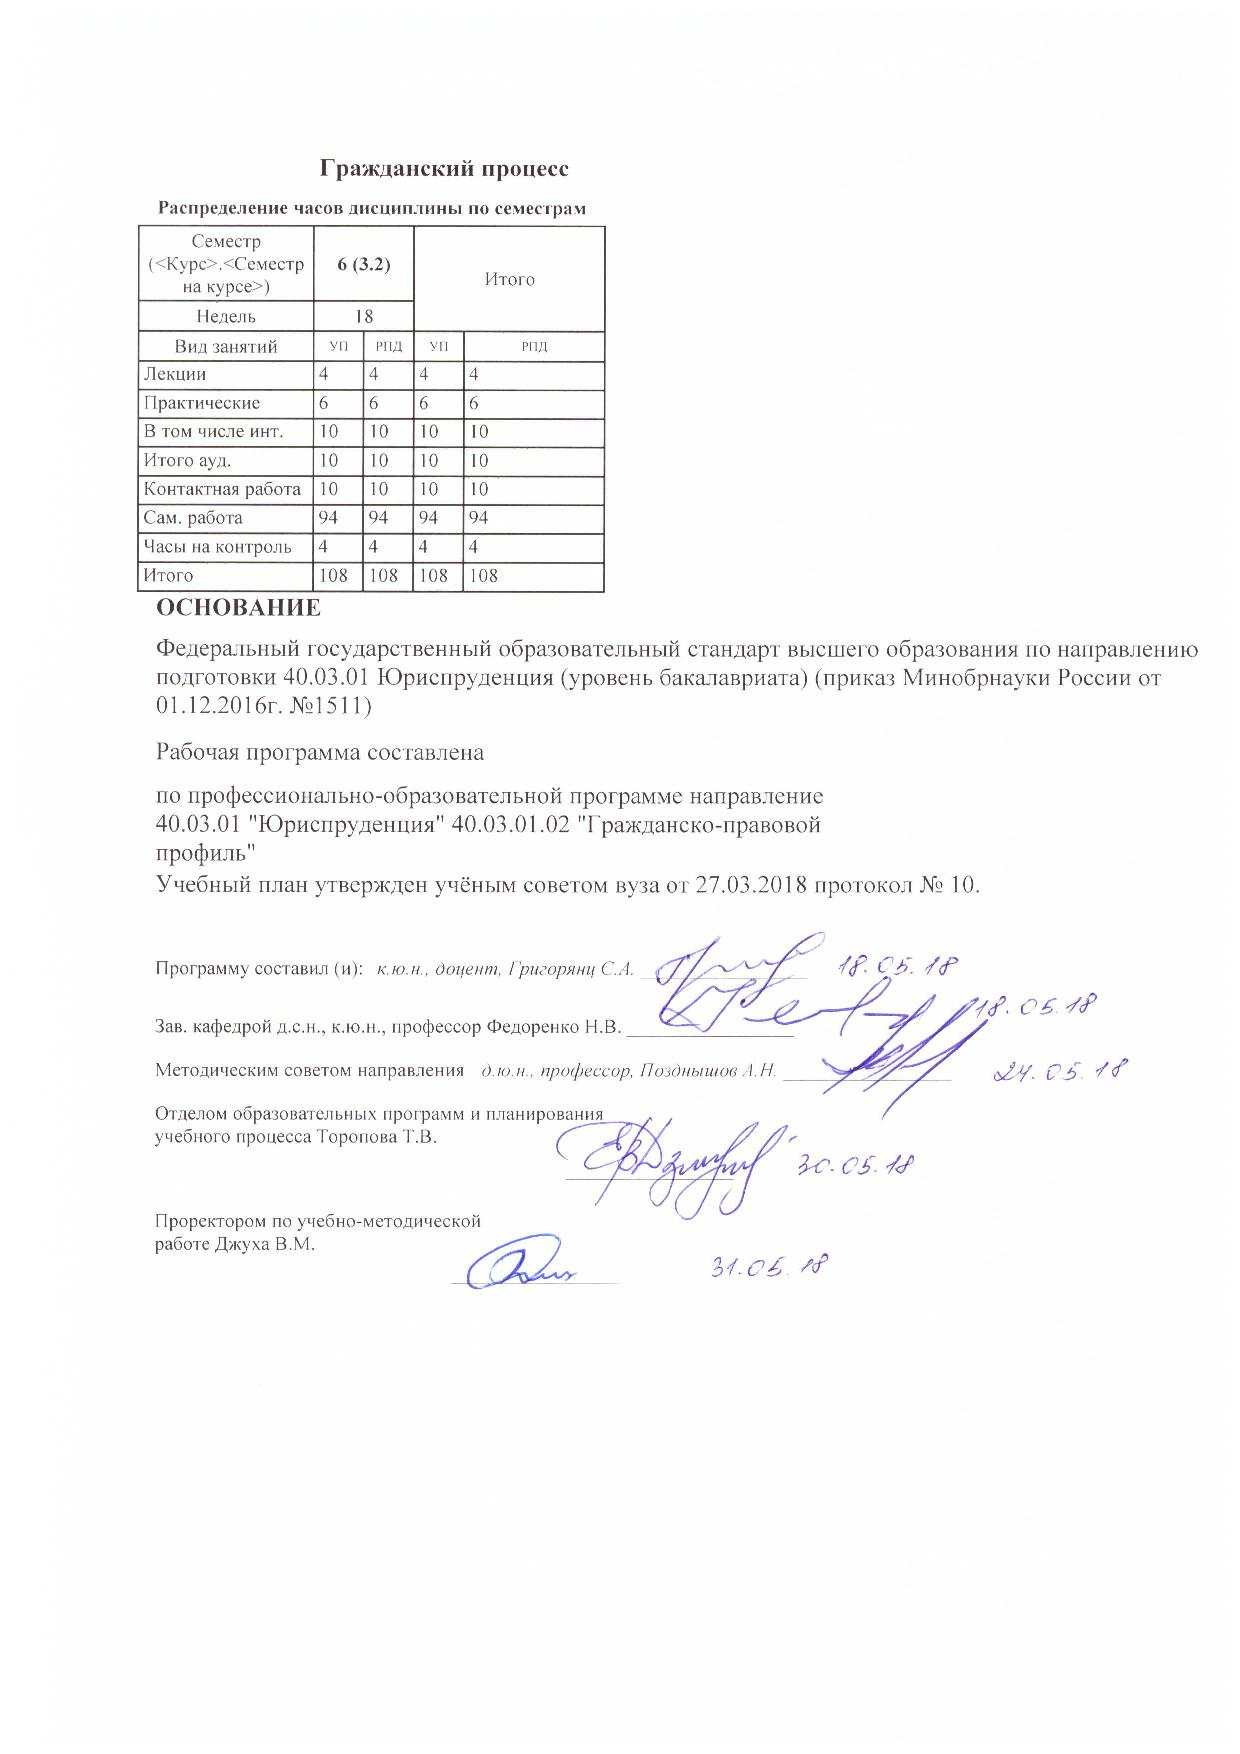 Гражданский процесс
Распределение часов дисциплины по семестрам
Семестр
(<Курс>.<Семестр
на курсе>)
6 (3.2)
Итого
Недель 18
Вид занятий УП РПД УП РПД
Лекции 4 4 4 4
Практические 6 6 6 6
В том числе инт. 10 10 10 10
Итого ауд. 10 10 10 10
Контактная работа 10 10 10 10
Сам. работа 94 94 94 94
Часы на контроль 4 4 4 4
Итого 108 108 108 108
ОСНОВАНИЕ
Федеральный государственный образовательный стандарт высшего образования по направлению
подготовки 40.03.01 Юриспруденция (уровень бакалавриата) (приказ Минобрнауки России от
01.12.2016г. №1511)
Рабочая программа составлена
по профессионально-образовательной программе направление
40.03.01 "Юриспруденция" 40.03.01.02 "Гражданско-правовой
профиль"
Учебный план утвержден учёным советом вуза от 27.03.2018 протокол № 10.
Программу составил (и): к.ю.н., доцент, Григорянц С.А. 18.05.18
Зав. кафедрой д.с.н., к.ю.н., профессор Федоренко Н.В. 18.05.18
Методическим советом направления д.ю.н., профессор, Позднышов А.Н. 24.05.18
Отделом образовательных программ и планирования
учебного процесса Торопова Т.В.
30.05.18
Проректором по учебно-методической
работе Джуха В.М.
31.05.18